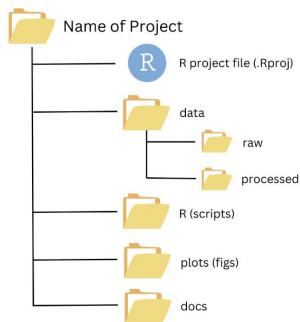 Name of Project
R
R project file (.Rproj)
data
raw
processed
R (scripts)
plots (figs)
docs